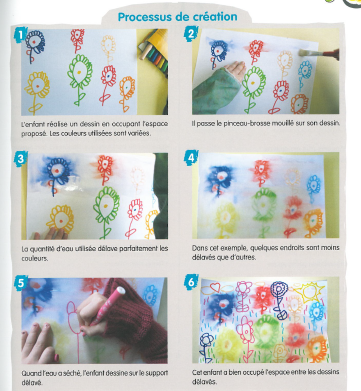 Processus de création
1
L'enfant réalise un dessin en occupant l'espace
proposé. Les couleurs utilisées sont variées.
2
Il passe le pinceau-brosse mouillé sur son dessin.
3
La quantité d'eau utilisée délave parfaitement les
couleurs.
4
Dans cet exemple, quelques endroits sont moins
délavés que d'autres.
5
Quand l'eau a séché, l'enfant dessine sur le support
délavé.
6
Cet enfant a bien occupé l'espace entre les dessins
délavés.